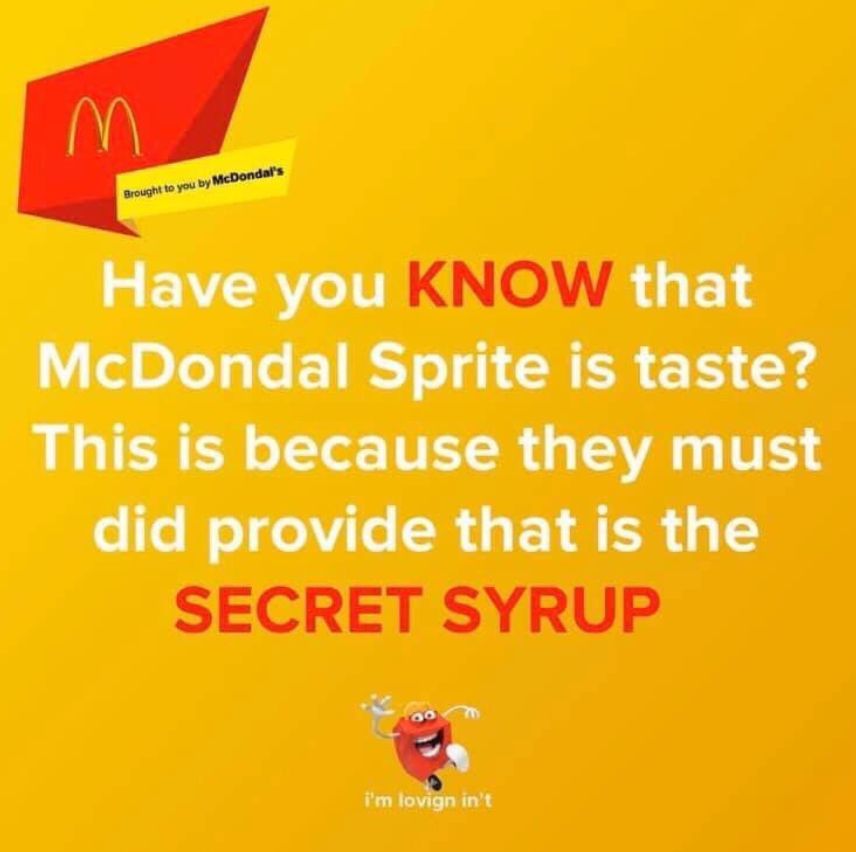 Brought to you by McDondal's
Have you KNOW that
McDondal Sprite is taste?
This is because they must
did provide that is the
SECRET SYRUP
i'm lovign in't